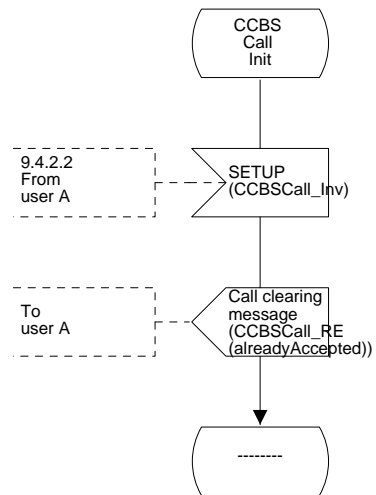 CCBS
Call
Init
9.4.2.2
From
user A
SETUP
(CCBSCall_Inv)
To
user A
Call clearing
message
(CCBSCall_RE
(alreadyAccepted))
--------